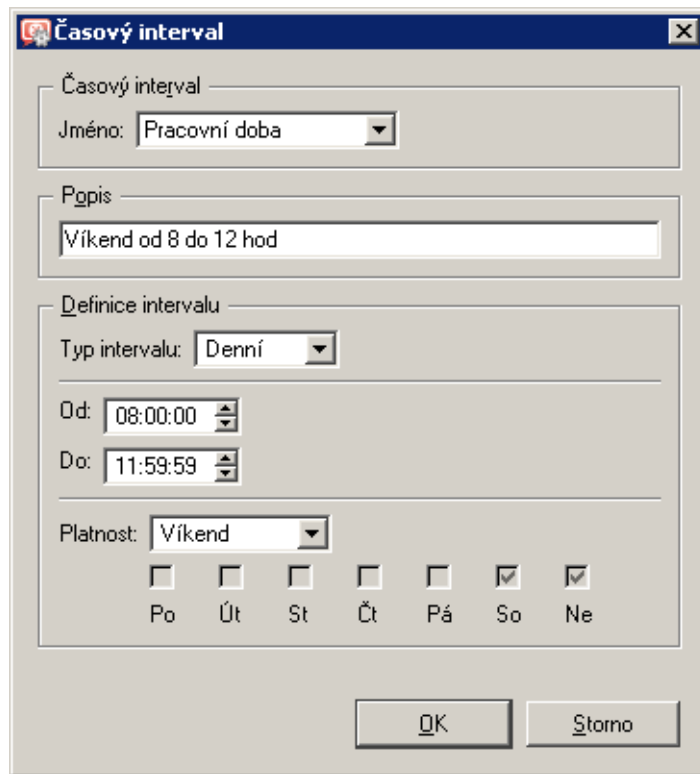 Časový interval
Časový interval
Jméno: Pracovní doba
Popis
Víkend od 8 do 12 hod
Definice intervalu
Typ intervalu: Denní
Od: 08:00:00
Do: 11:59:59
Platnost: Víkend
Po Út St Čt Pá So Ne
OK Storno